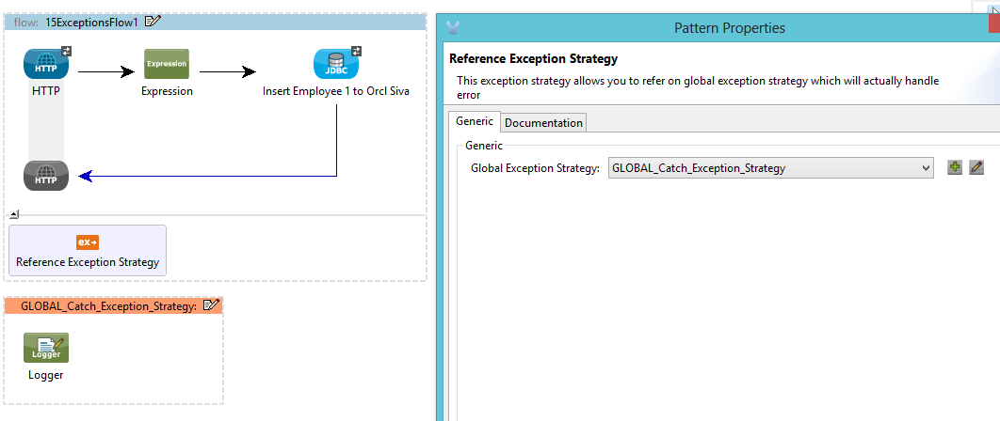 flow: 15ExceptionsFlow1
HTTP
Expression
JDBC
HTTP
Expression
Insert Employee 1 to Orcl Siva
HTTP
ex
Reference Exception Strategy
GLOBAL_Catch_Exception_Strategy:
Logger
Logger
Pattern Properties
Reference Exception Strategy
This exception strategy allows you to refer on global exception strategy which will actually handle
error
Generic
Documentation
Generic
Global Exception Strategy:
GLOBAL_Catch_Exception_Strategy